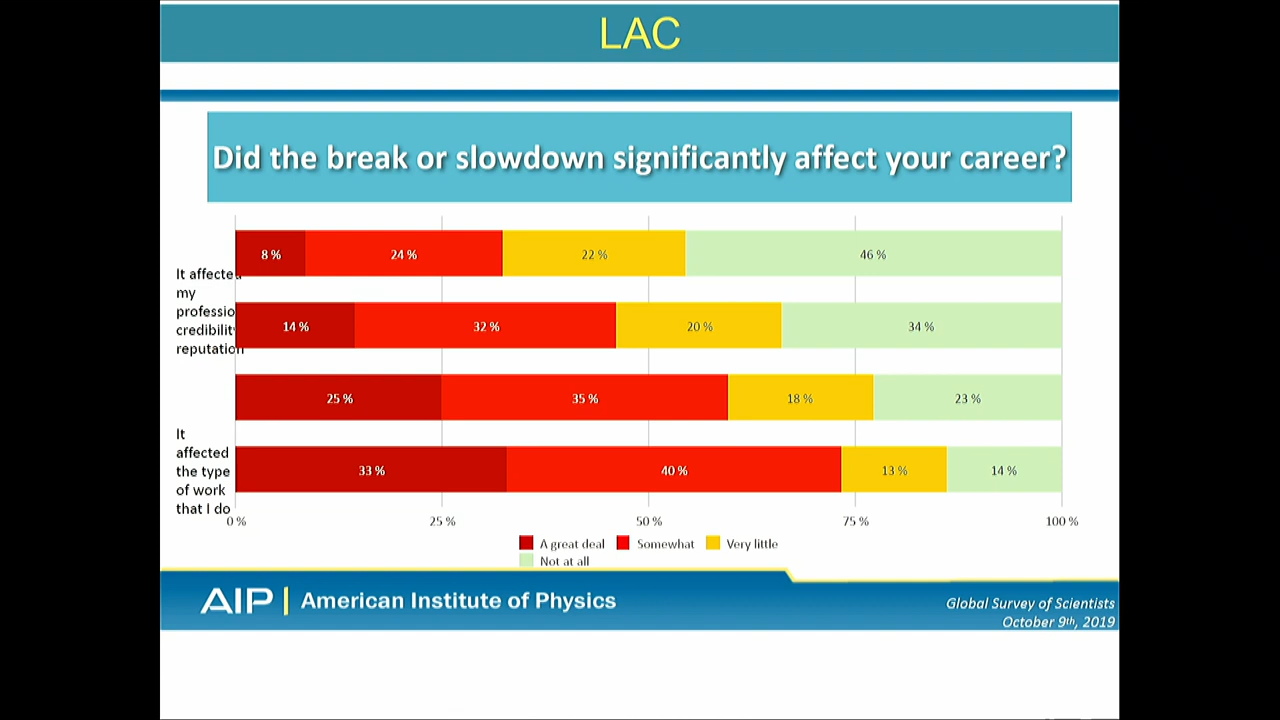 LAC
Did the break or slowdown significantly affect your career?
It affected
my
professio
credibility
reputation
8 % 24 % 22 % 46 %
14 % 32 % 20 % 34 %
25 % 35 % 18 % 23 %
It
affected
the type
of work
that I do
33 % 40 % 13 % 14 %
0 % 25 % 50 % 75 % 100 %
A great deal Somewhat Very little
Not at all
AIP | American Institute of Physics
Global Survey of Scientists
October 9th, 2019